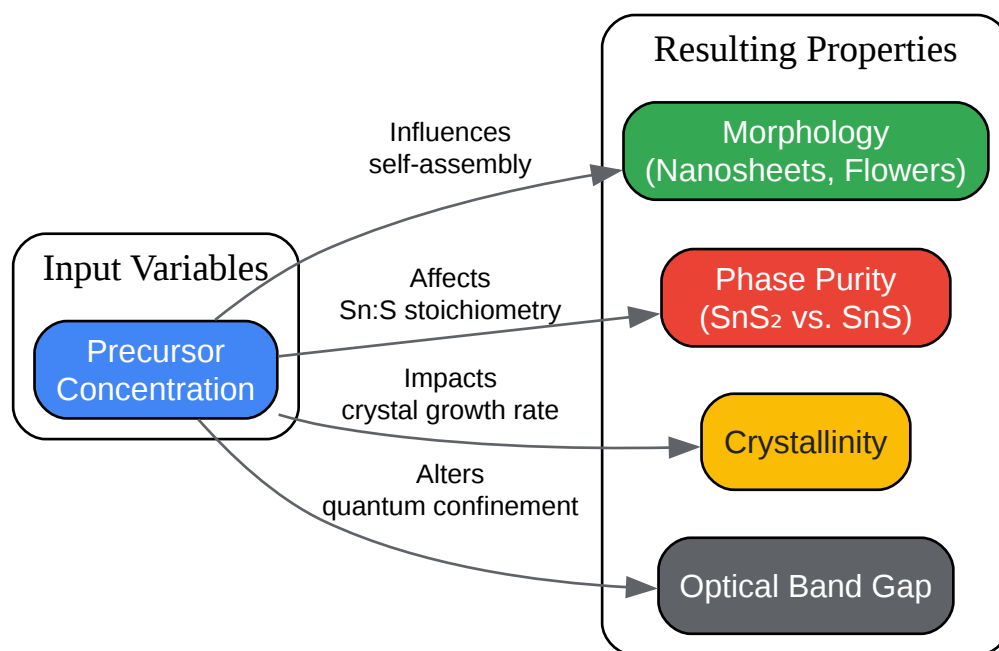 Input Variables
Precursor
Concentration
Influences
self-assembly
Affects
Sn:S stoichiometry
Impacts
crystal growth rate
Alters
quantum confinement
Resulting Properties
Morphology
(Nanosheets, Flowers)
Phase Purity
(SnS₂ vs. SnS)
Crystallinity
Optical Band Gap